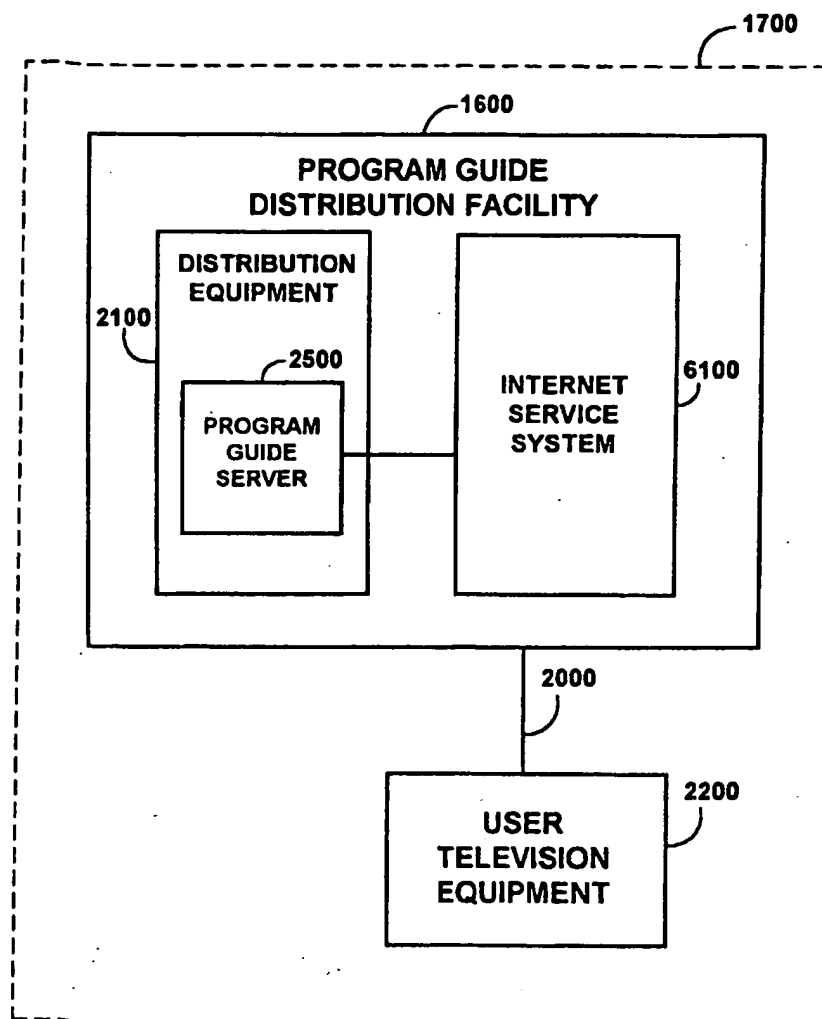 1700
1600
PROGRAM GUIDE
DISTRIBUTION FACILITY
DISTRIBUTION
EQUIPMENT
2100
2500
PROGRAM
GUIDE
SERVER
INTERNET
SERVICE
SYSTEM
6100
2000
2200
USER
TELEVISION
EQUIPMENT